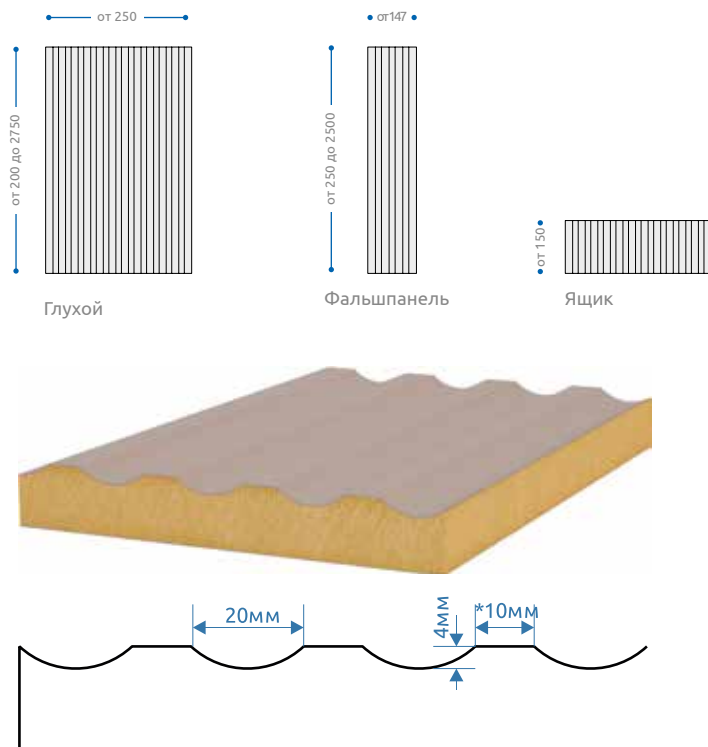 от 250
от147
от 200 до 2750
от 250 до 2500
от 150
Глухой
Фальшпанель
Ящик
20мм
4мм
*10мм